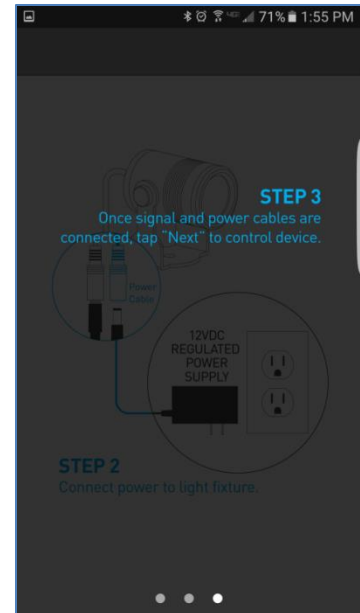 71% 1:55 PM
STEP 3
Once signal and power cables are
connected, tap "Next" to control device.
Power
Cable
12VDC
REGULATED
POWER
SUPPLY
STEP 2
Connect power to light fixture.